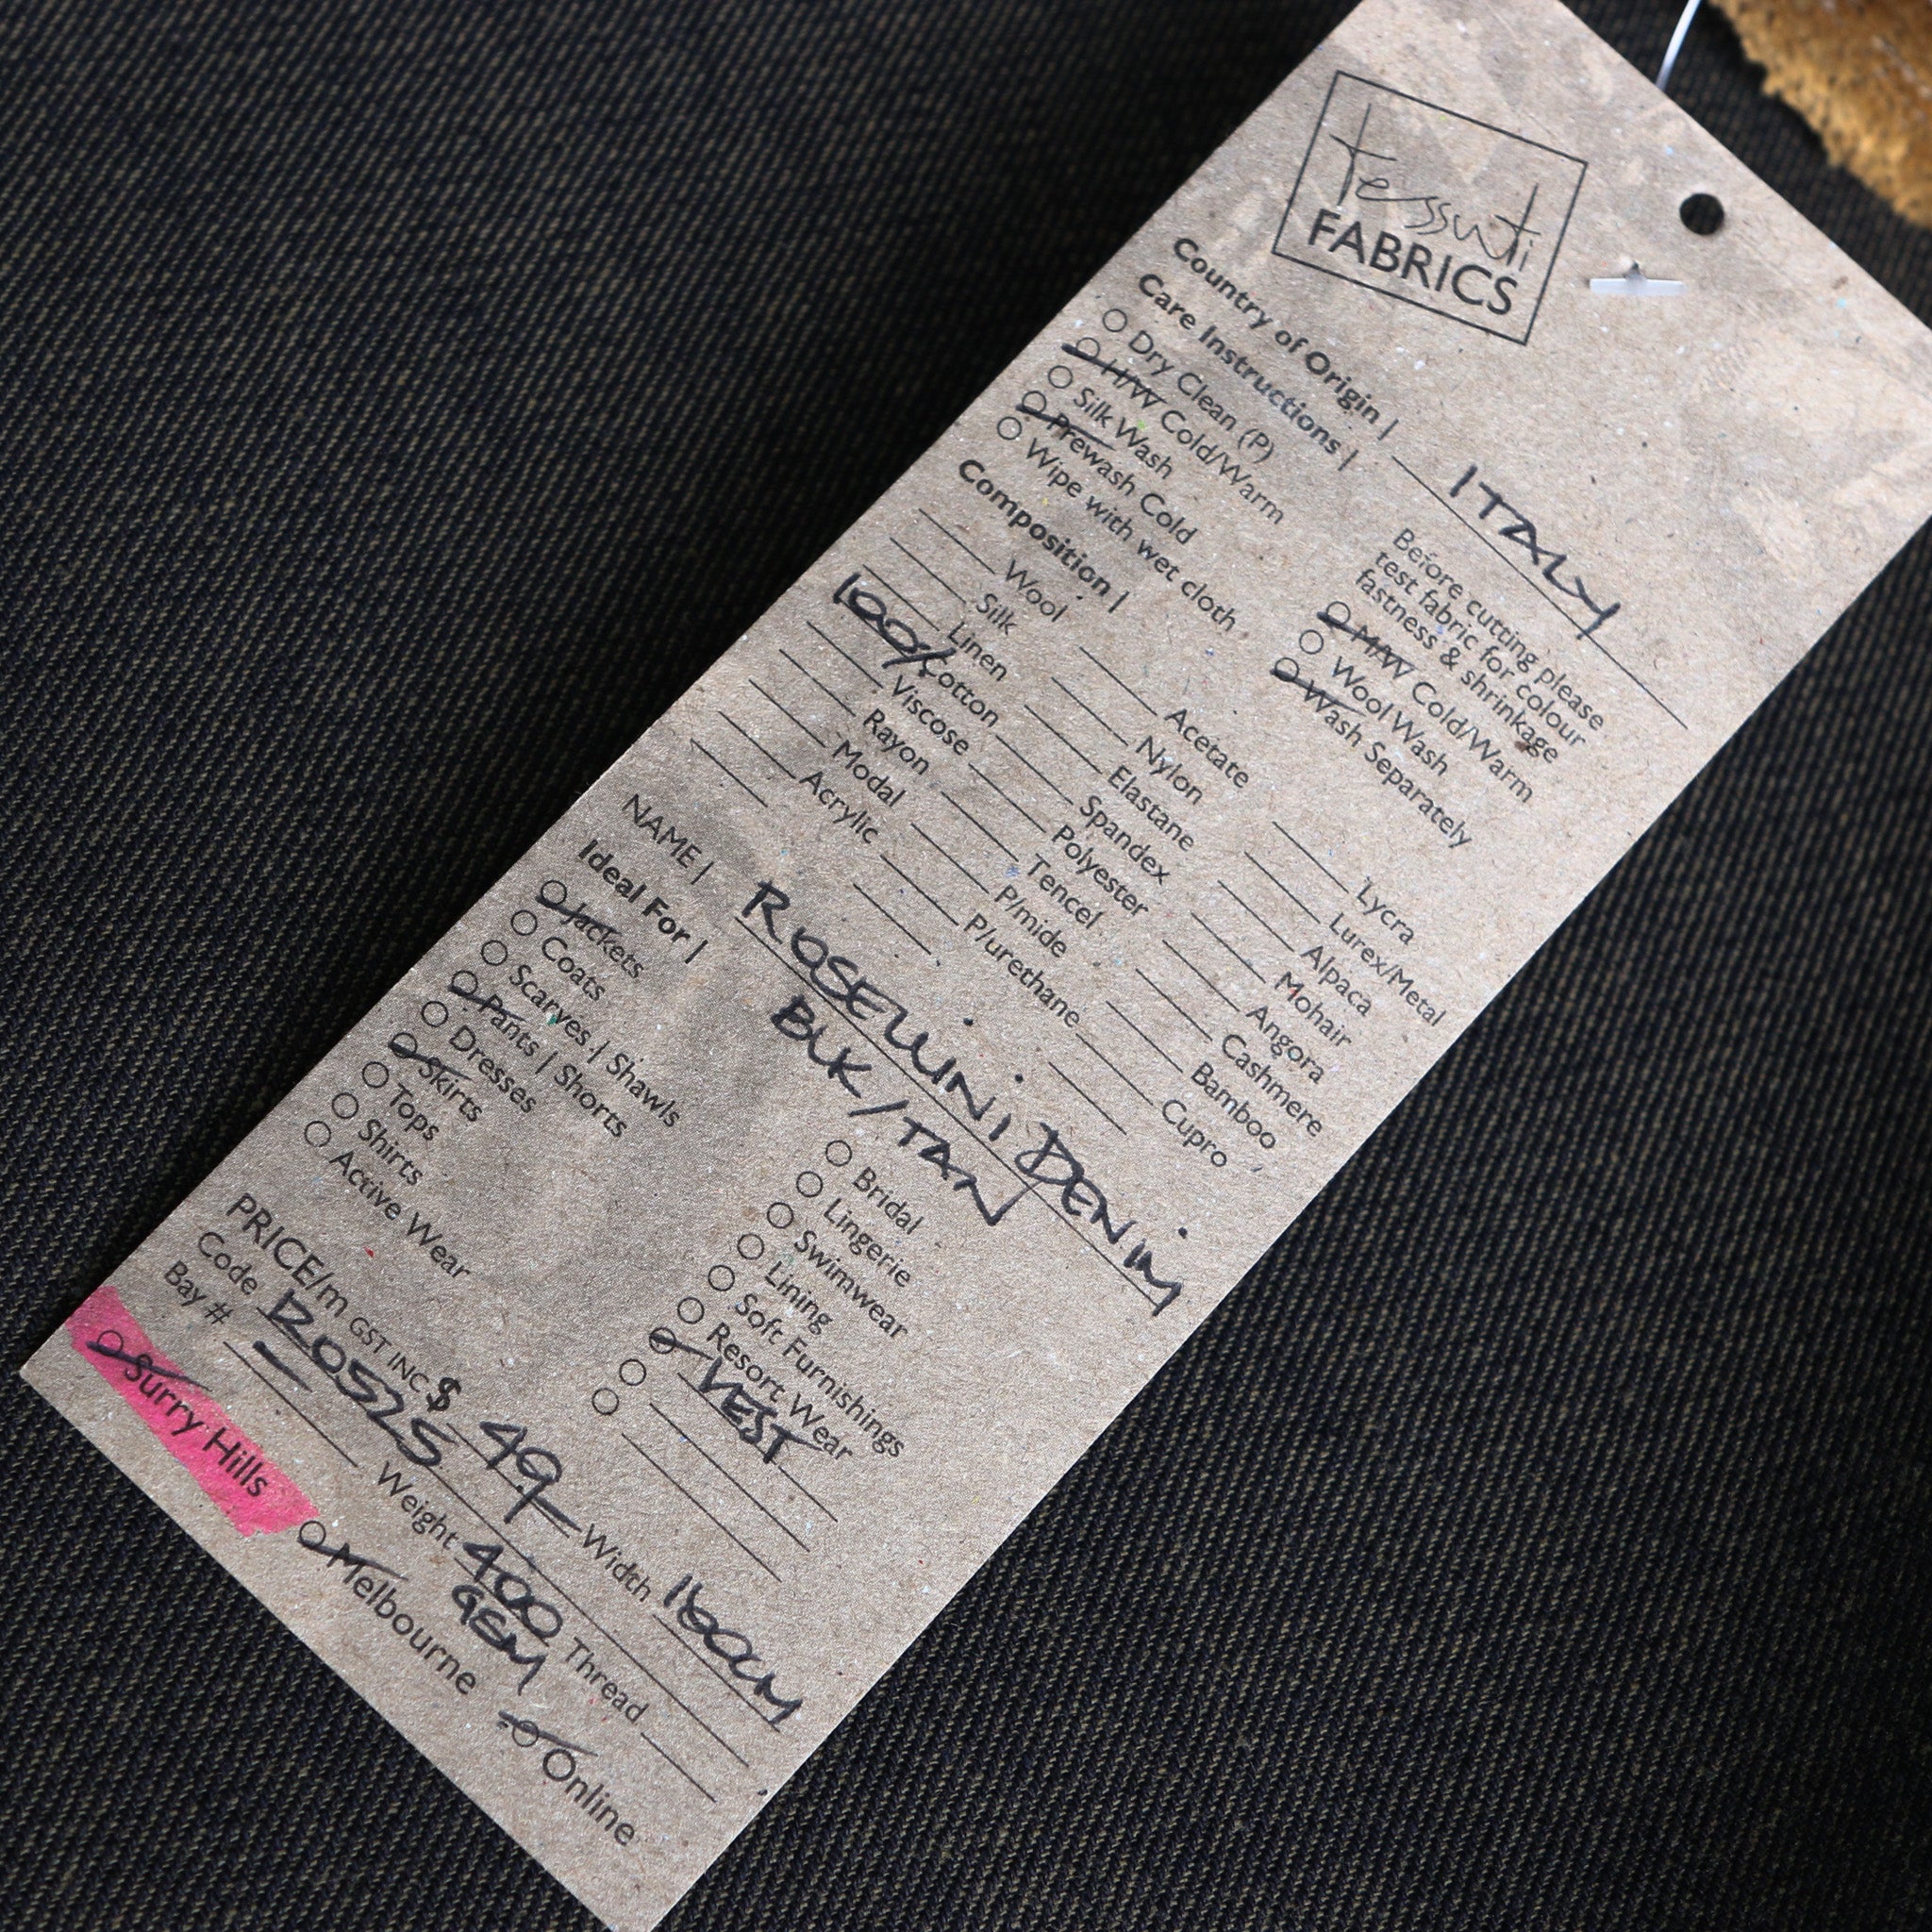 tessuti
FABRICS
Country of Origin | ITALY
Care Instructions |
Before cutting please
test fabric for colour
fastness & shrinkage
Dry Clean (P)
H/W Cold/Warm
Silk Wash
Prewash Cold
Wipe with wet cloth
M/W Cold/Warm
Wool Wash
Wash Separately
Composition |
Wool
Silk
Linen
100% Cotton
Viscose
Rayon
Modal
Acrylic
Acetate
Nylon
Elastane
Spandex
Polyester
Tencel
P/mide
P/urethane
Lycra
Lurex/Metal
Alpaca
Mohair
Angora
Cashmere
Bamboo
Cupro
NAME | ROSELLINI DENIM
BLK/TAN
Ideal For |
Jackets
Coats
Scarves | Shawls
Pants | Shorts
Dresses
Skirts
Tops
Shirts
Active Wear
Bridal
Lingerie
Swimwear
Lining
Soft Furnishings
Resort Wear
VEST
PRICE/m GST INC $ 49 Width 160CM
Code 120525 Weight 400 GSM Thread
Bay #
Surry Hills Melbourne Online